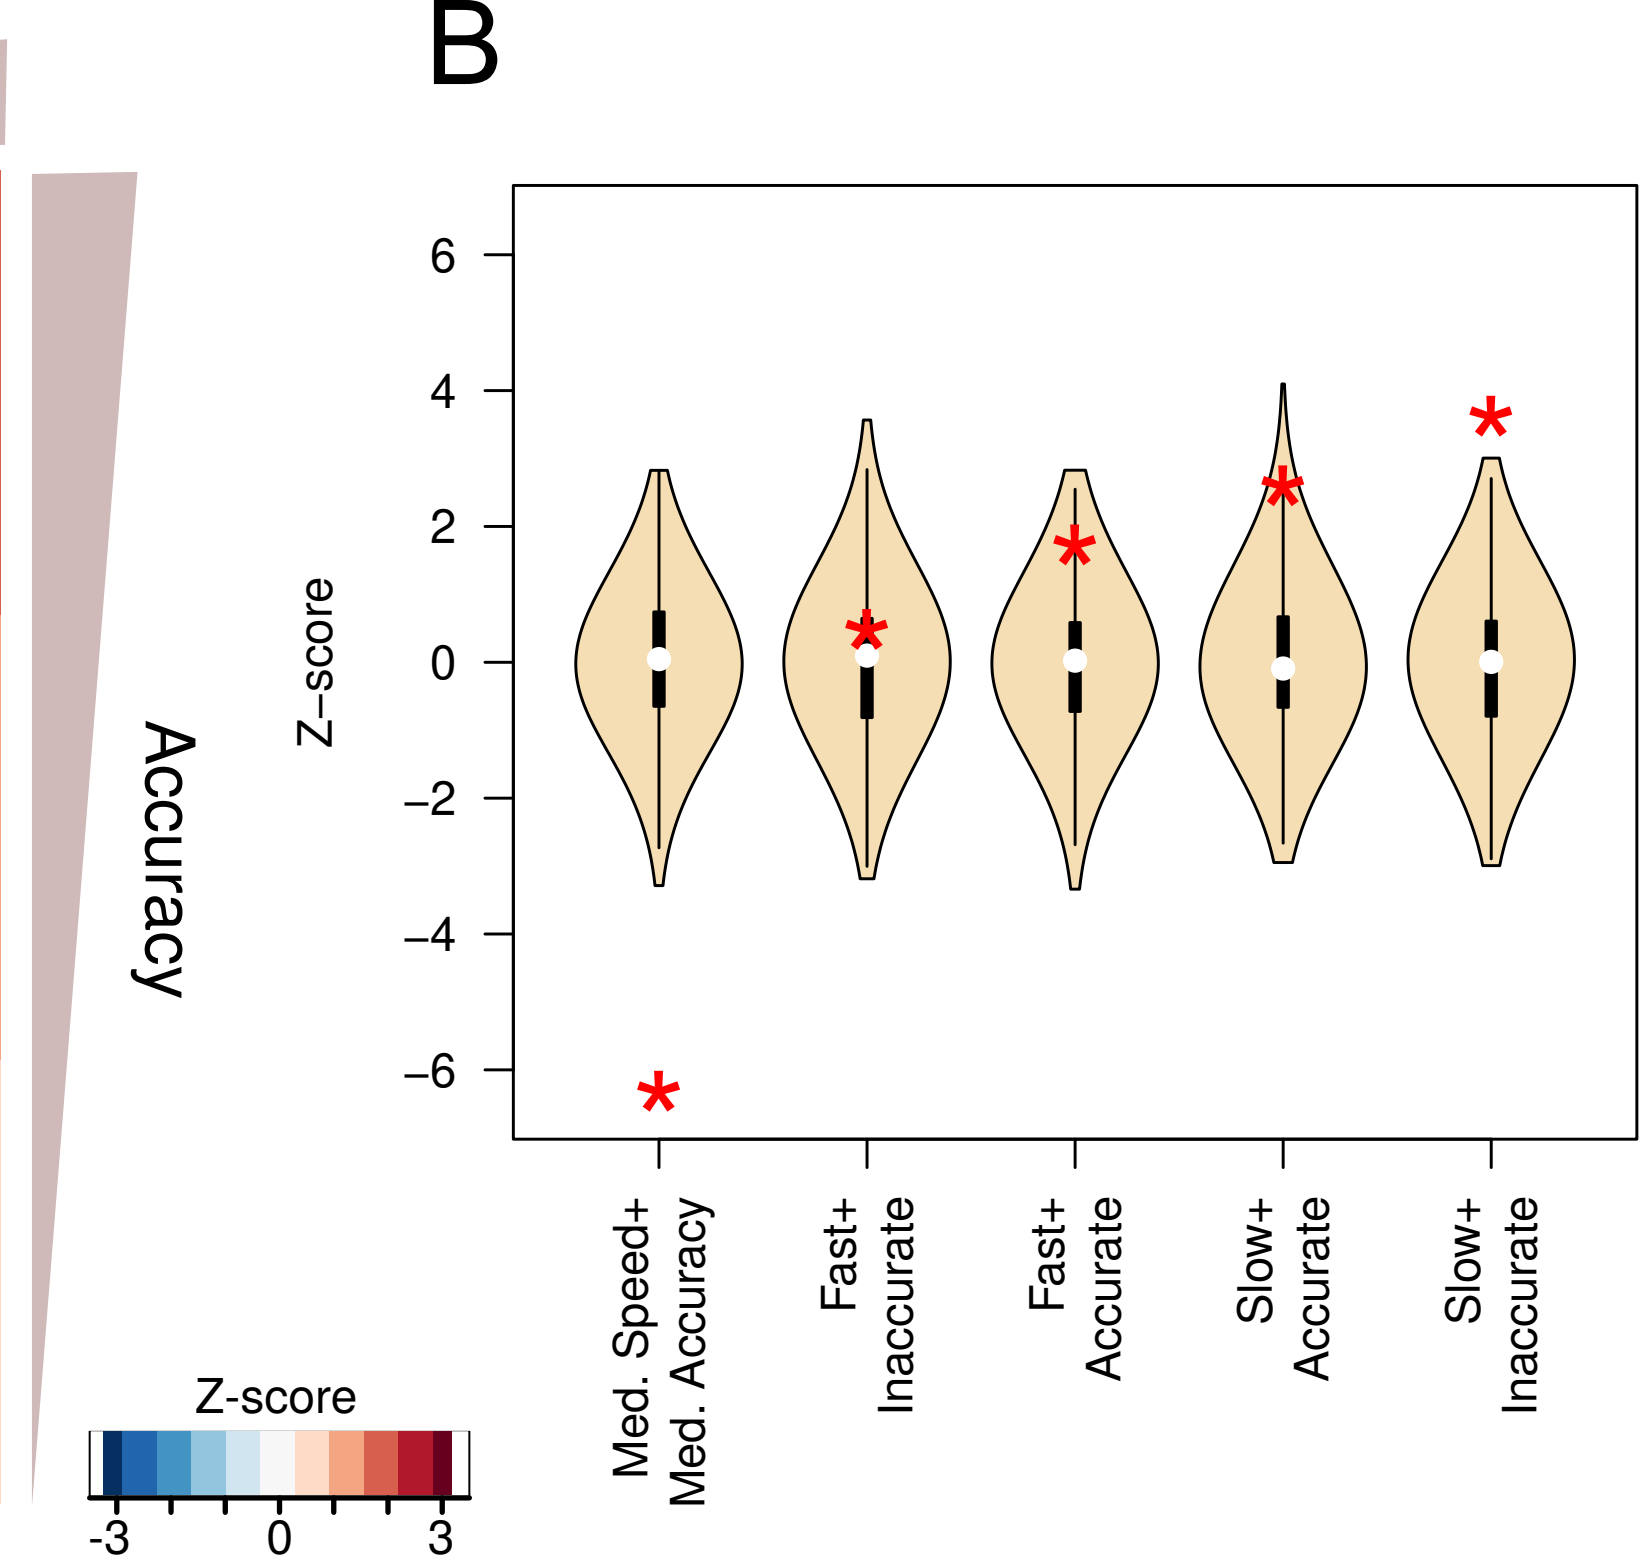 B
6
4
2
0
−2
−4
−6
Z−score
Accuracy
Med. Speed+
Med. Accuracy
Fast+
Inaccurate
Fast+
Accurate
Slow+
Accurate
Slow+
Inaccurate
Z-score
-3 0 3